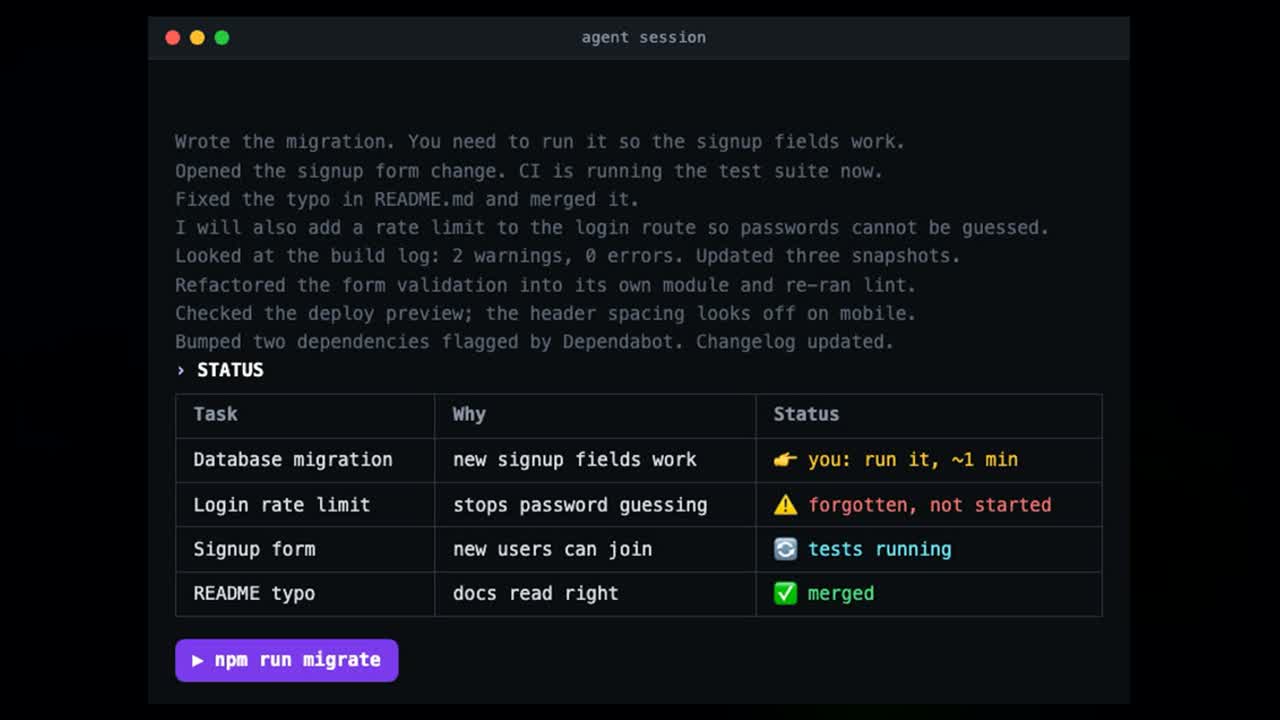 agent session
Wrote the migration. You need to run it so the signup fields work.
Opened the signup form change. CI is running the test suite now.
Fixed the typo in README.md and merged it.
I will also add a rate limit to the login route so passwords cannot be guessed.
Looked at the build log: 2 warnings, 0 errors. Updated three snapshots.
Refactored the form validation into its own module and re-ran lint.
Checked the deploy preview; the header spacing looks off on mobile.
Bumped two dependencies flagged by Dependabot. Changelog updated.
› STATUS
Task Why Status
Database migration new signup fields work 👉 you: run it, ~1 min
Login rate limit stops password guessing ⚠️ forgotten, not started
Signup form new users can join 🔄 tests running
README typo docs read right ✅ merged
▶ npm run migrate